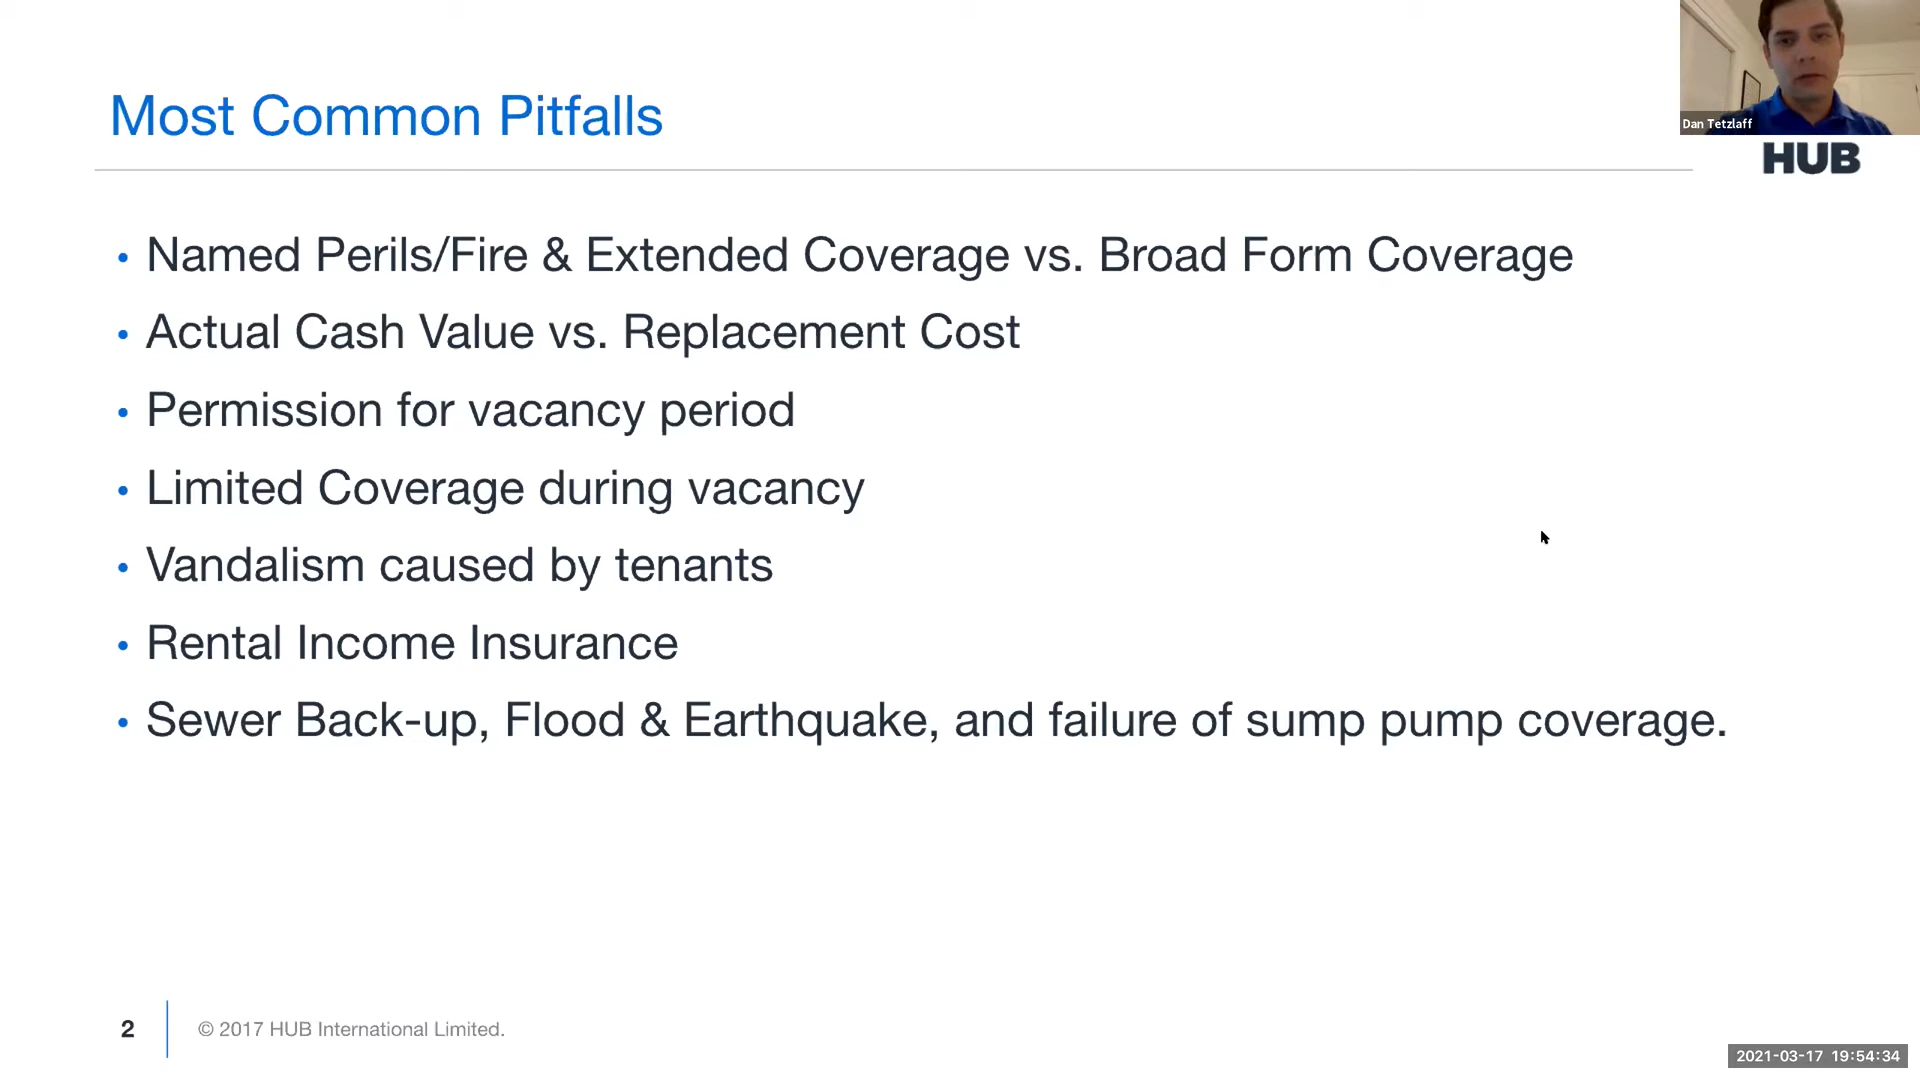 Most Common Pitfalls
Dan Tetzlaff
HUB
• Named Perils/Fire & Extended Coverage vs. Broad Form Coverage
• Actual Cash Value vs. Replacement Cost
• Permission for vacancy period
• Limited Coverage during vacancy
• Vandalism caused by tenants
• Rental Income Insurance
• Sewer Back-up, Flood & Earthquake, and failure of sump pump coverage.
2
© 2017 HUB International Limited.
2021-03-17 19:54:34